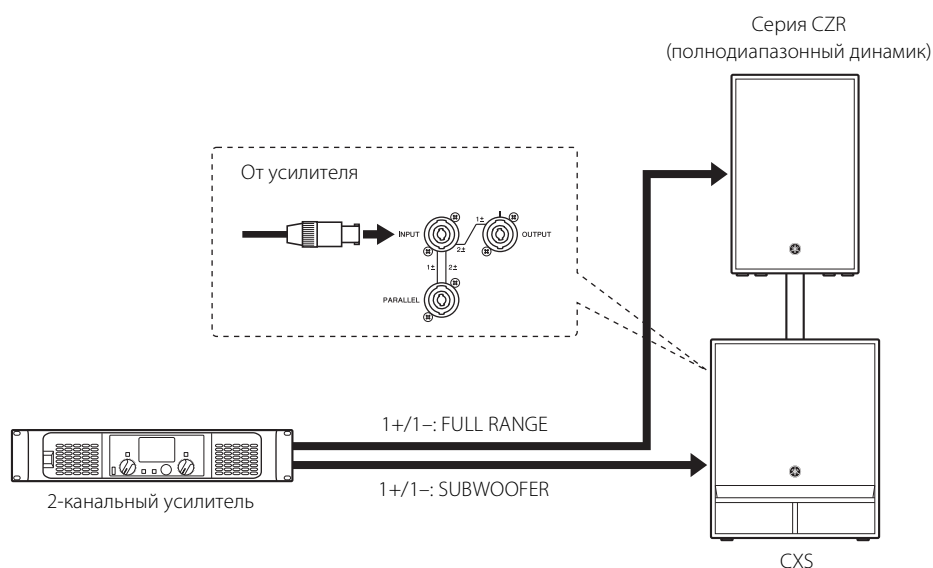 Серия CZR
(полнодиапазонный динамик)
От усилителя
INPUT
1±
2±
OUTPUT
1±
2±
PARALLEL
1+/1–: FULL RANGE
1+/1–: SUBWOOFER
2-канальный усилитель
CXS